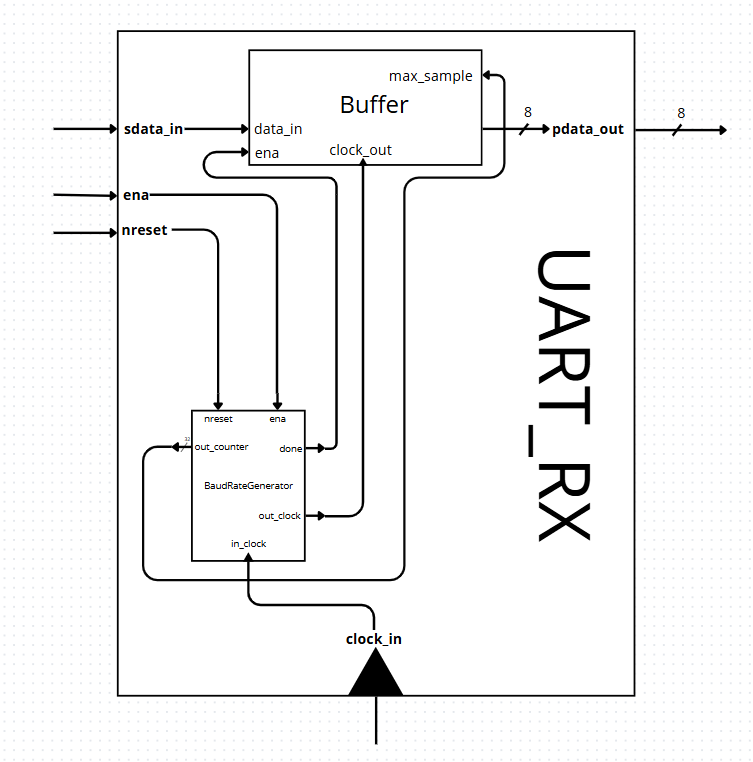 max_sample
Buffer
8
8
sdata_in
data_in
pdata_out
clock_out
ena
ena
nreset
UART_RX
nreset
ena
32
out_counter
done
BaudRateGenerator
out_clock
in_clock
clock_in